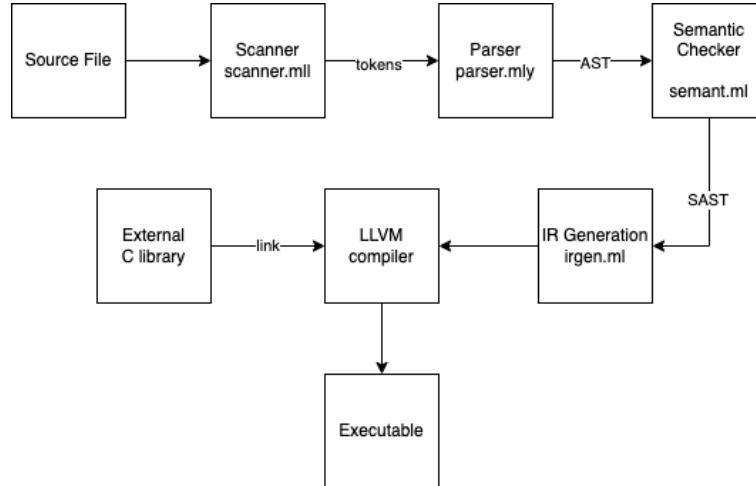 Source File
Scanner
scanner.mll
tokens
Parser
parser.mly
AST
Semantic
Checker
semant.ml
SAST
External
C library
link
LLVM
compiler
IR Generation
irgen.ml
Executable